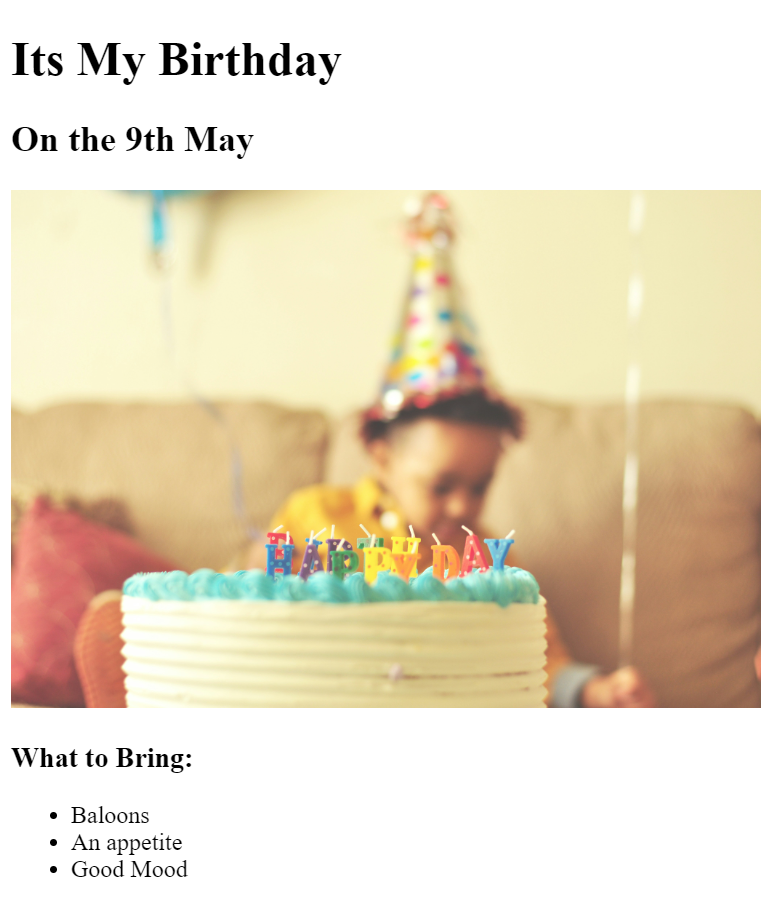 Its My Birthday
On the 9th May
HAPPY DAY
What to Bring:
Baloons
An appetite
Good Mood